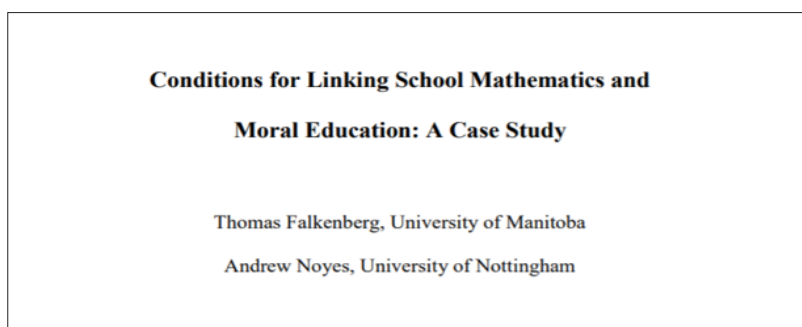 Conditions for Linking School Mathematics and
Moral Education: A Case Study
Thomas Falkenberg, University of Manitoba
Andrew Noyes, University of Nottingham